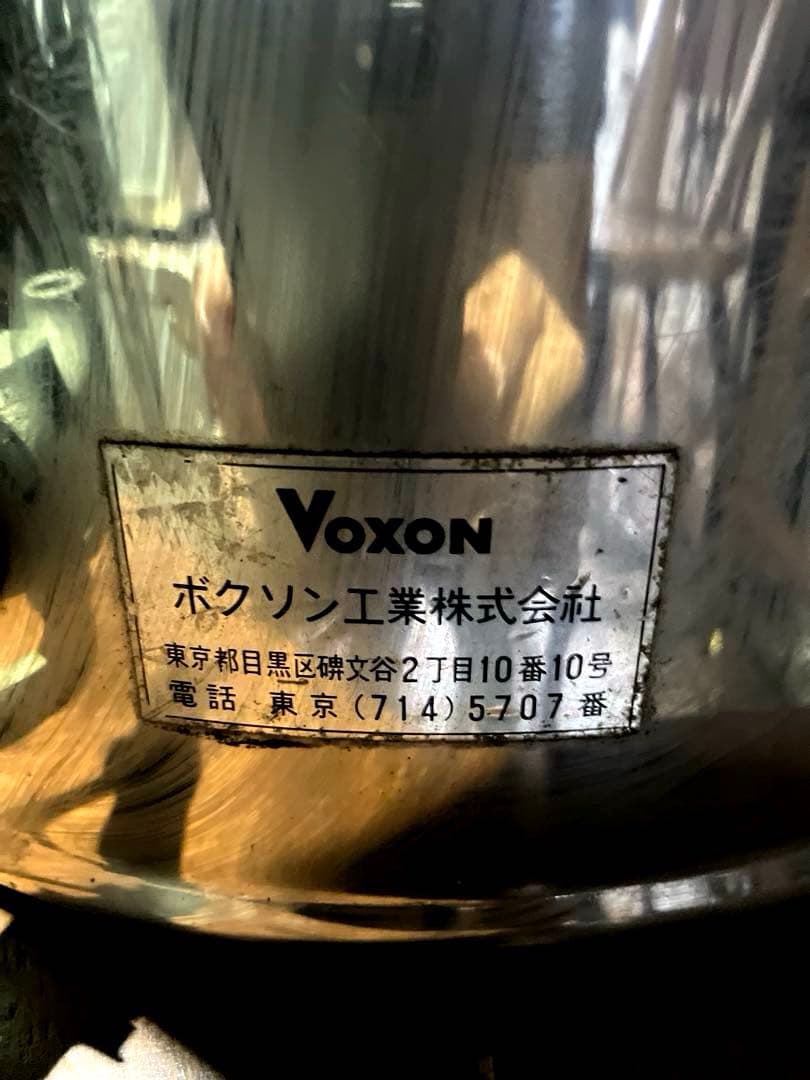 VOXON
ボクソン工業株式会社
東京都目黒区碑文谷2丁目10番10号
電話 東京(714)5707番